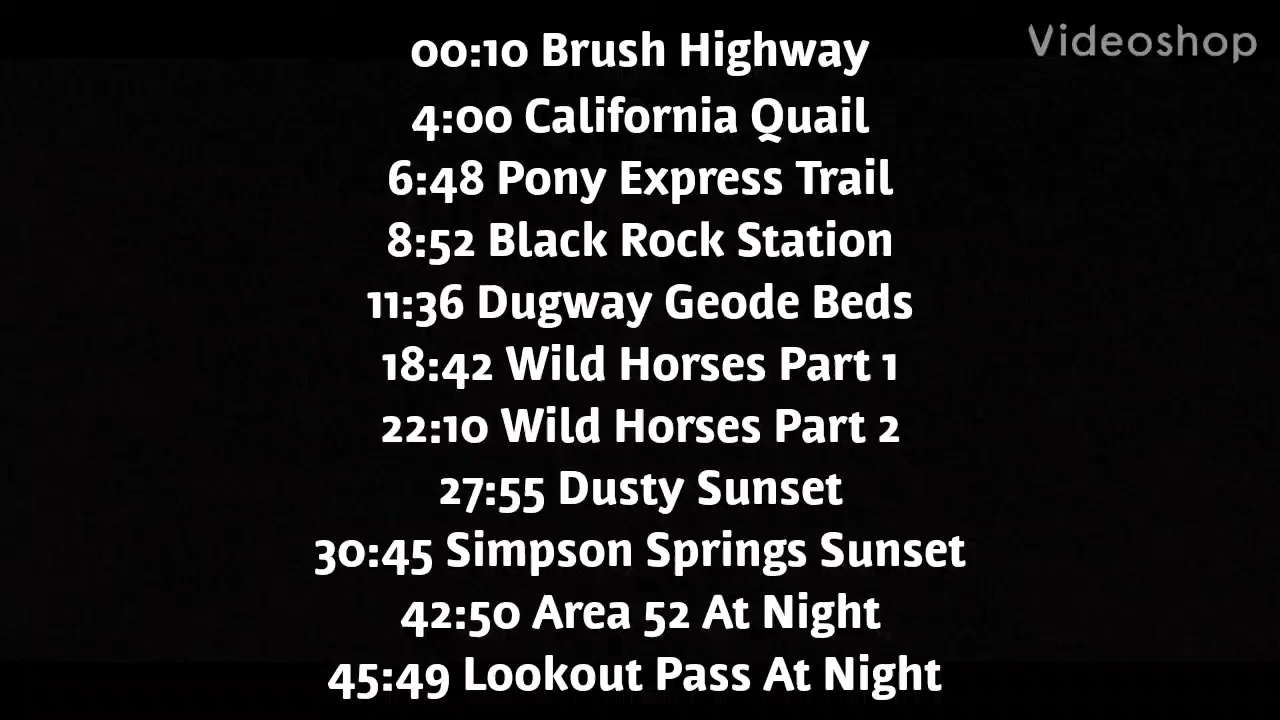 00:10 Brush Highway
Videoshop
4:00 California Quail
6:48 Pony Express Trail
8:52 Black Rock Station
11:36 Dugway Geode Beds
18:42 Wild Horses Part 1
22:10 Wild Horses Part 2
27:55 Dusty Sunset
30:45 Simpson Springs Sunset
42:50 Area 52 At Night
45:49 Lookout Pass At Night